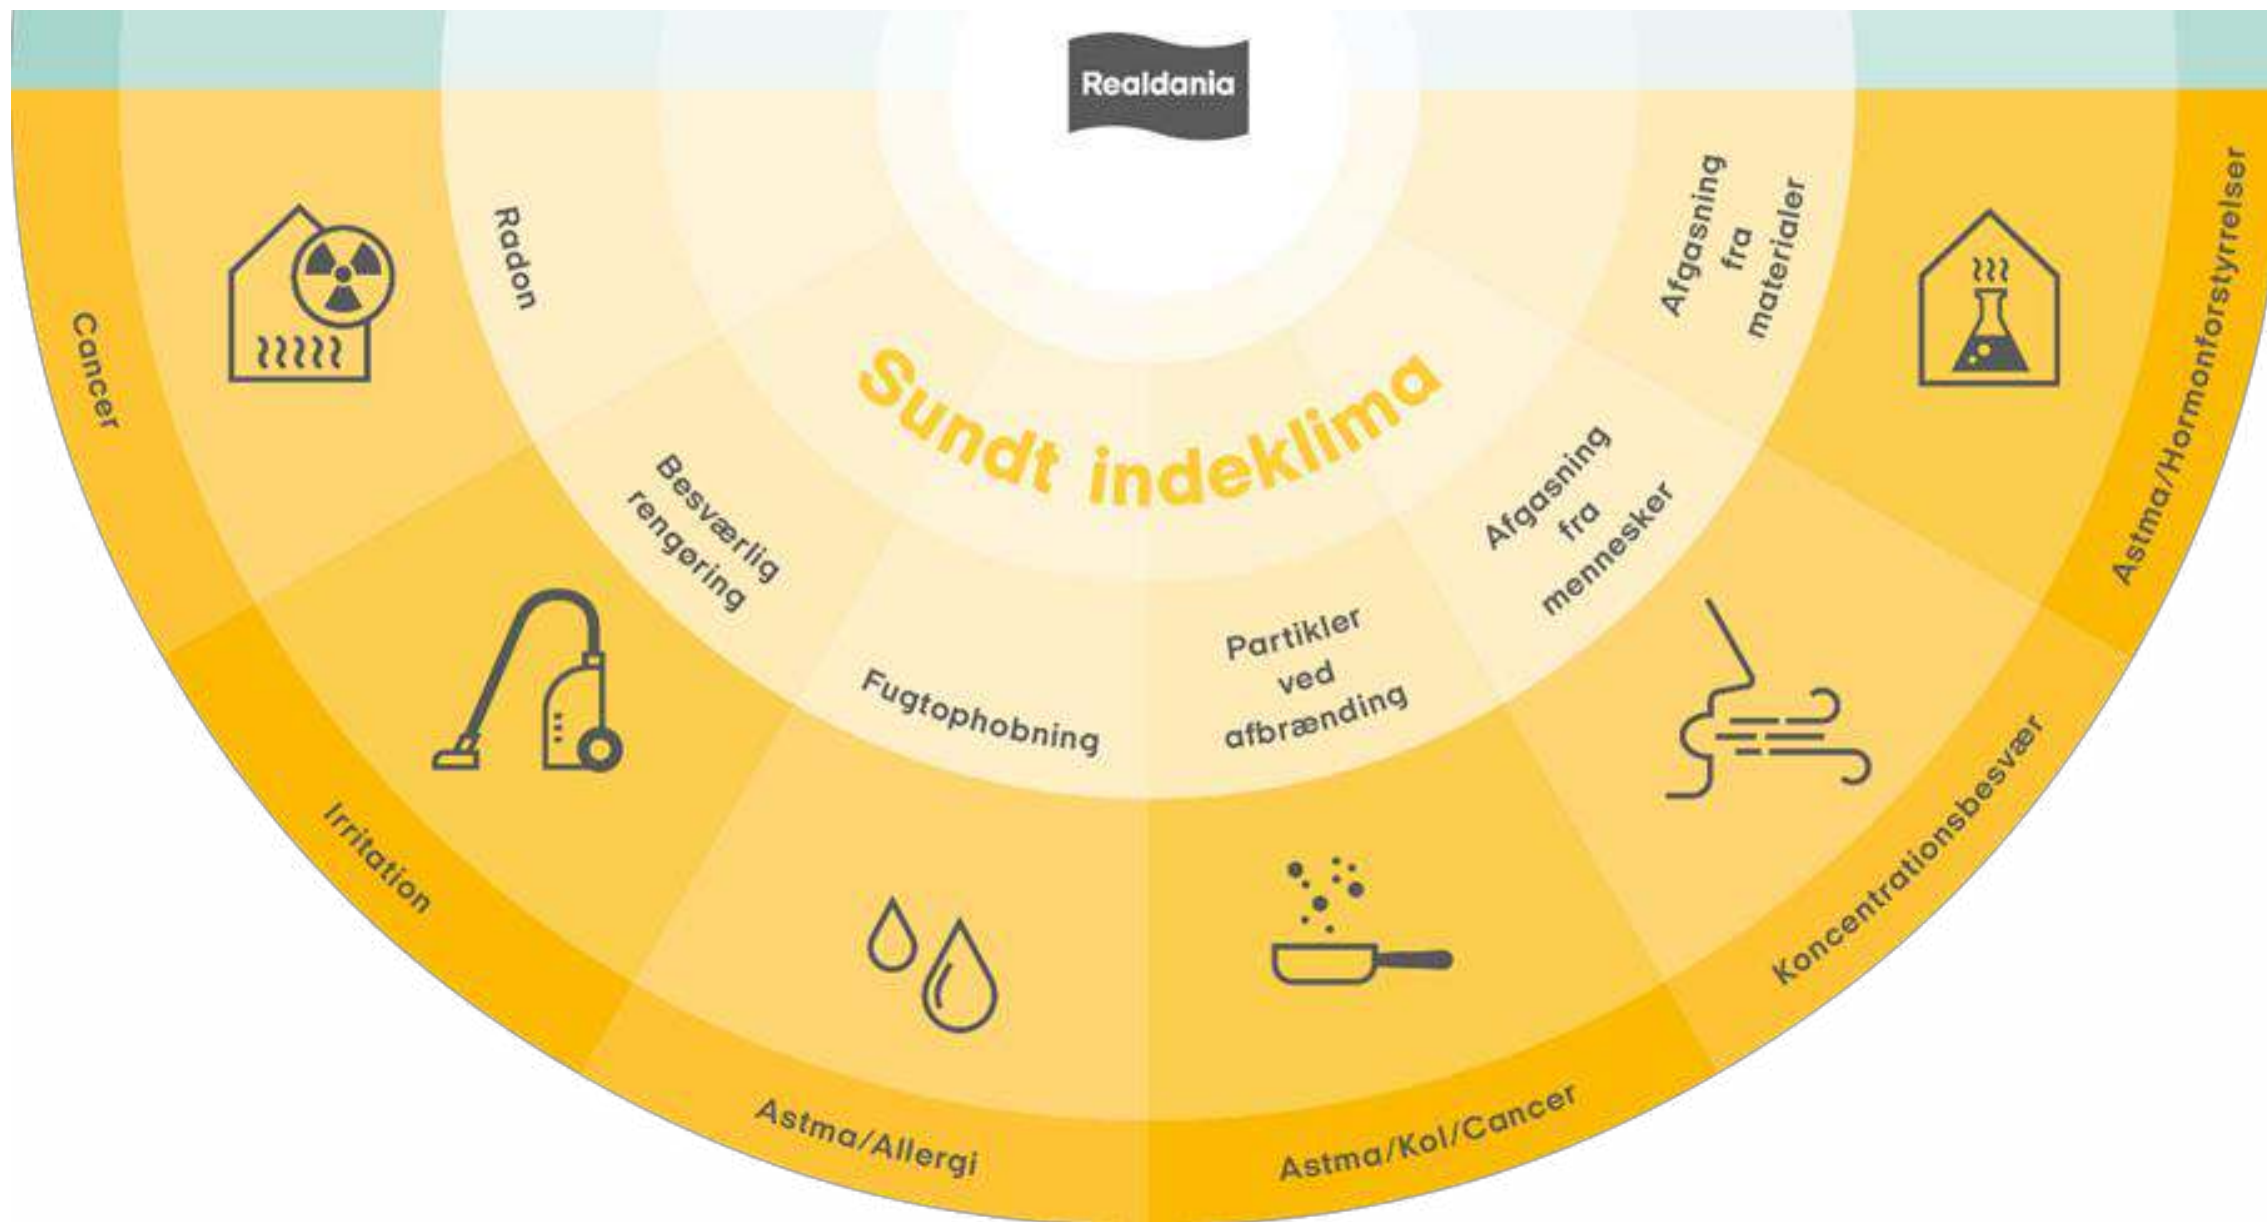 Realdania
Sundt indeklima
Radon
Besværlig
rengøring
Fugtophobning
Partikler
ved
afbrænding
Afgasning
fra
mennesker
Afgasning
fra
materialer
Cancer
Irritation
Astma/Allergi
Astma/Kol/Cancer
Koncentrationsbesvær
Astma/Hormonforstyrrelser